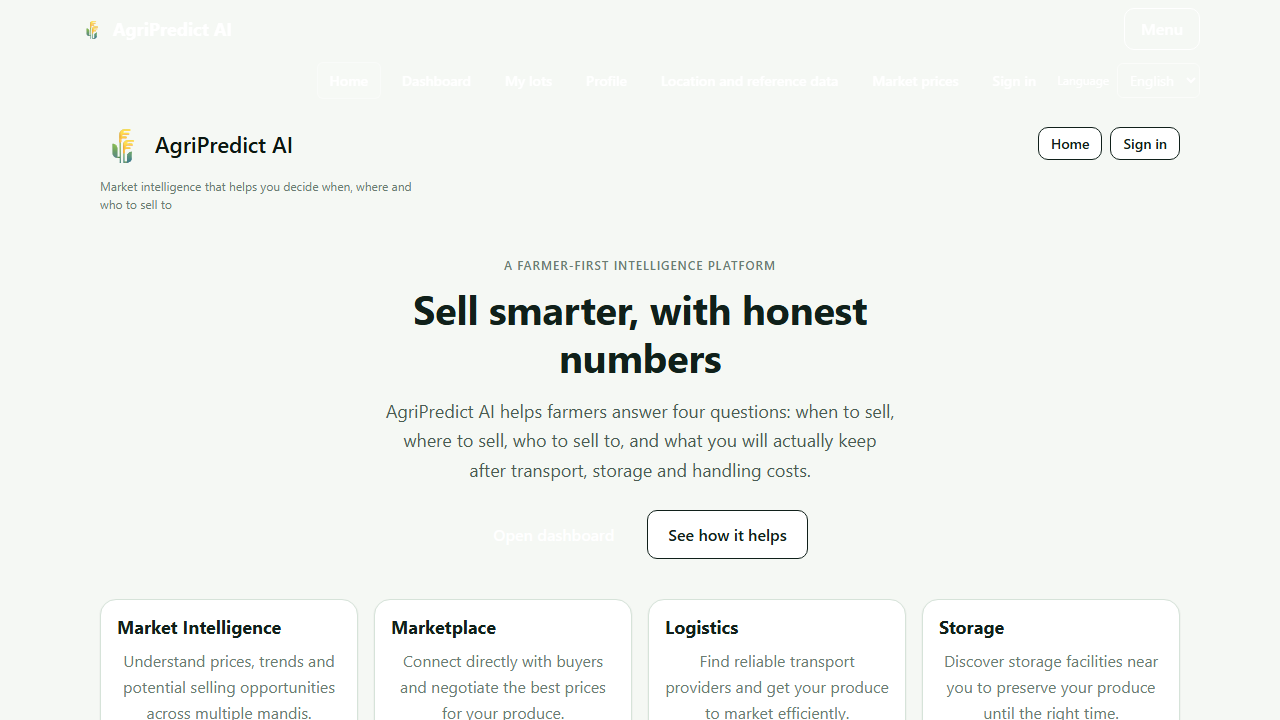 AgriPredict AI
Menu
Home Dashboard My lots Profile Location and reference data Market prices Sign in Language English
AgriPredict AI
Home Sign in
Market intelligence that helps you decide when, where and
who to sell to
A FARMER-FIRST INTELLIGENCE PLATFORM
Sell smarter, with honest
numbers
AgriPredict AI helps farmers answer four questions: when to sell,
where to sell, who to sell to, and what you will actually keep
after transport, storage and handling costs.
Open dashboard See how it helps
Market Intelligence
Understand prices, trends and
potential selling opportunities
across multiple mandis.
Marketplace
Connect directly with buyers
and negotiate the best prices
for your produce.
Logistics
Find reliable transport
providers and get your produce
to market efficiently.
Storage
Discover storage facilities near
you to preserve your produce
until the right time.